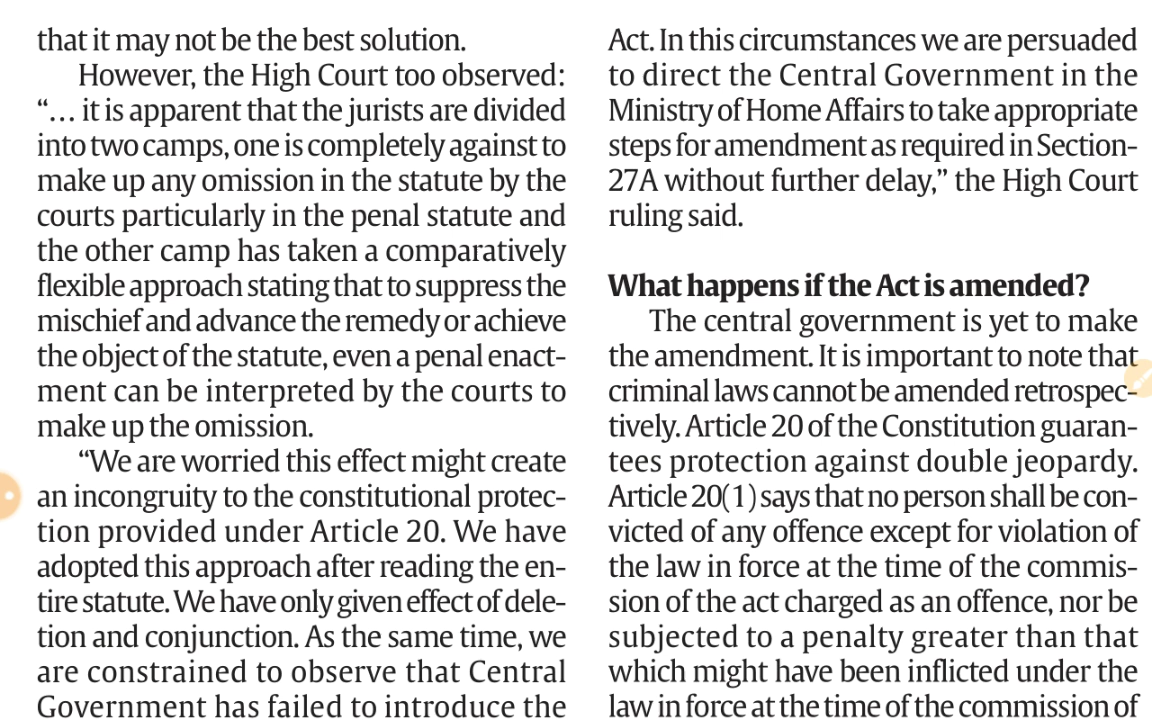 that it may not be the best solution.
However, the High Court too observed:
“… it is apparent that the jurists are divided
into two camps, one is completely against to
make up any omission in the statute by the
courts particularly in the penal statute and
the other camp has taken a comparatively
flexible approach stating that to suppress the
mischief and advance the remedy or achieve
the object of the statute, even a penal enact-
ment can be interpreted by the courts to
make up the omission.
“We are worried this effect might create
an incongruity to the constitutional protec-
tion provided under Article 20. We have
adopted this approach after reading the en-
tire statute. We have only given effect of dele-
tion and conjunction. As the same time, we
are constrained to observe that Central
Government has failed to introduce the
Act. In this circumstances we are persuaded
to direct the Central Government in the
Ministry of Home Affairs to take appropriate
steps for amendment as required in Section-
27A without further delay,” the High Court
ruling said.
What happens if the Act is amended?
The central government is yet to make
the amendment. It is important to note that
criminal laws cannot be amended retrospec-
tively. Article 20 of the Constitution guaran-
tees protection against double jeopardy.
Article 20(1) says that no person shall be con-
victed of any offence except for violation of
the law in force at the time of the commis-
sion of the act charged as an offence, nor be
subjected to a penalty greater than that
which might have been inflicted under the
law in force at the time of the commission of